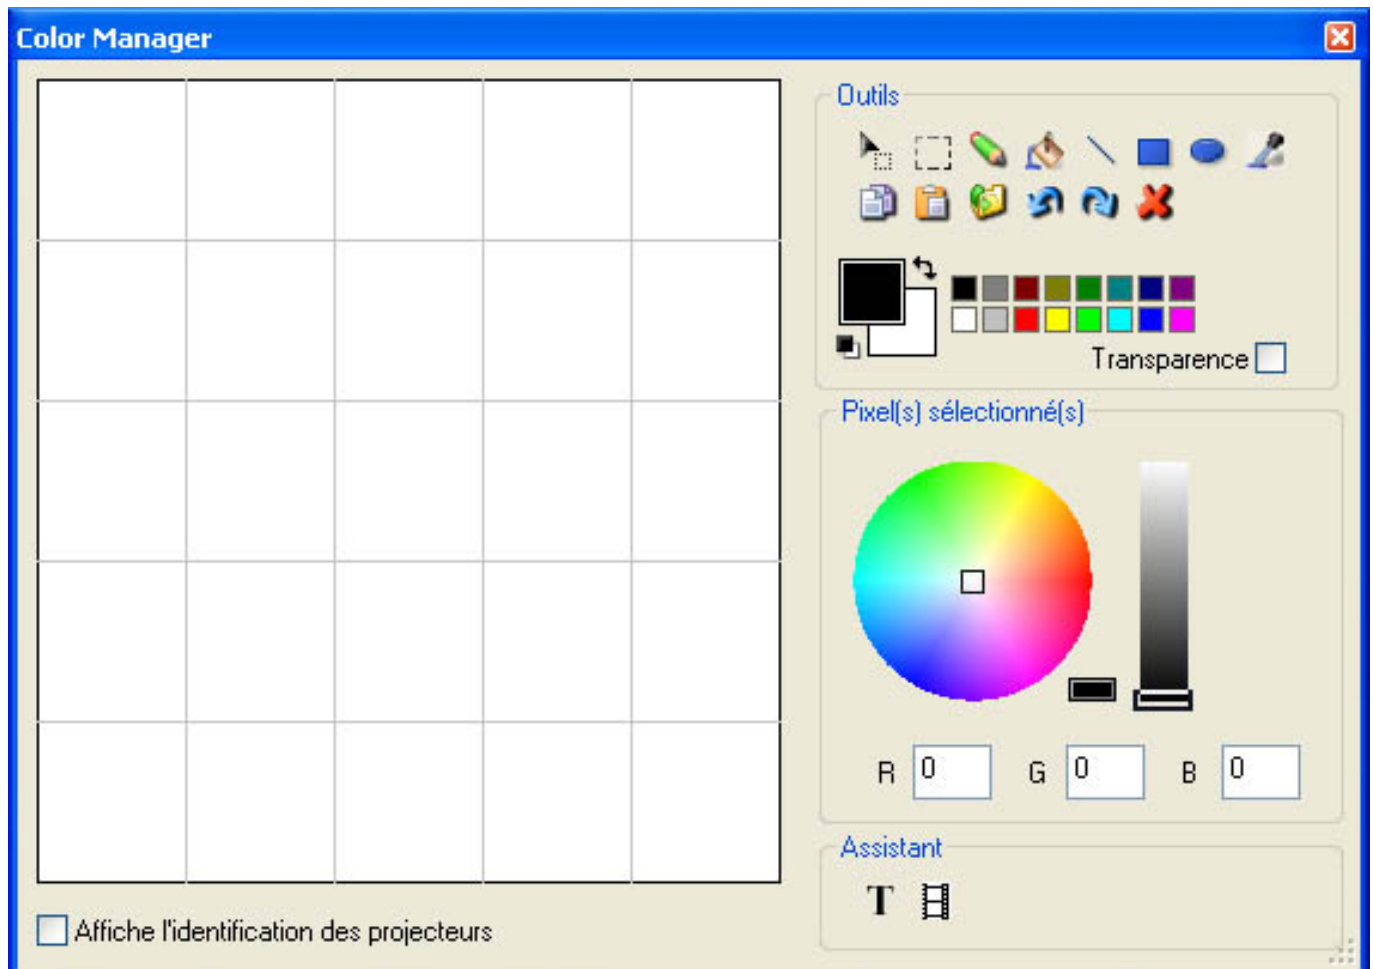 Color Manager
Outils
Transparence
Pixel(s) sélectionné(s)
R 0 G 0 B 0
Assistant
T
Affiche l'identification des projecteurs